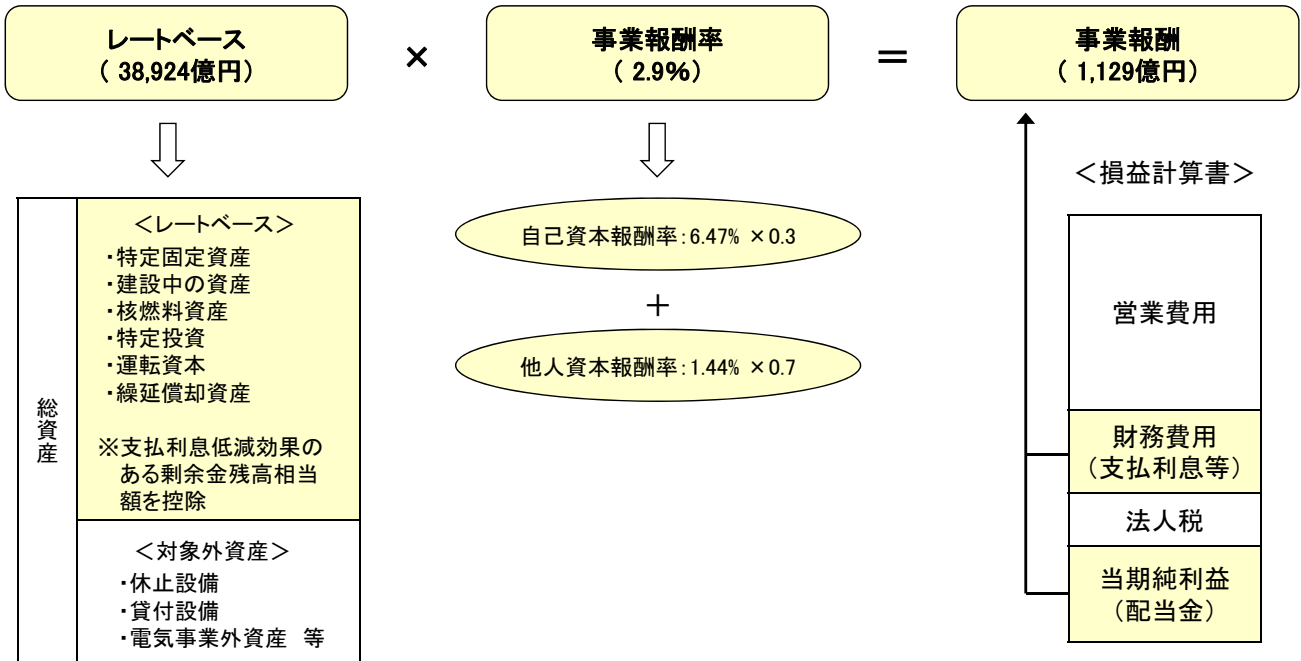 レートベース
( 38,924億円)
×
事業報酬率
( 2.9%)
=
事業報酬
( 1,129億円)
総資産
<レートベース>
・特定固定資産
・建設中の資産
・核燃料資産
・特定投資
・運転資本
・繰延償却資産
※支払利息低減効果の
ある剰余金残高相当
額を控除
<対象外資産>
・休止設備
・貸付設備
・電気事業外資産 等
自己資本報酬率:6.47% ×0.3
+
他人資本報酬率:1.44% ×0.7
<損益計算書>
営業費用
財務費用
(支払利息等)
法人税
当期純利益
(配当金)